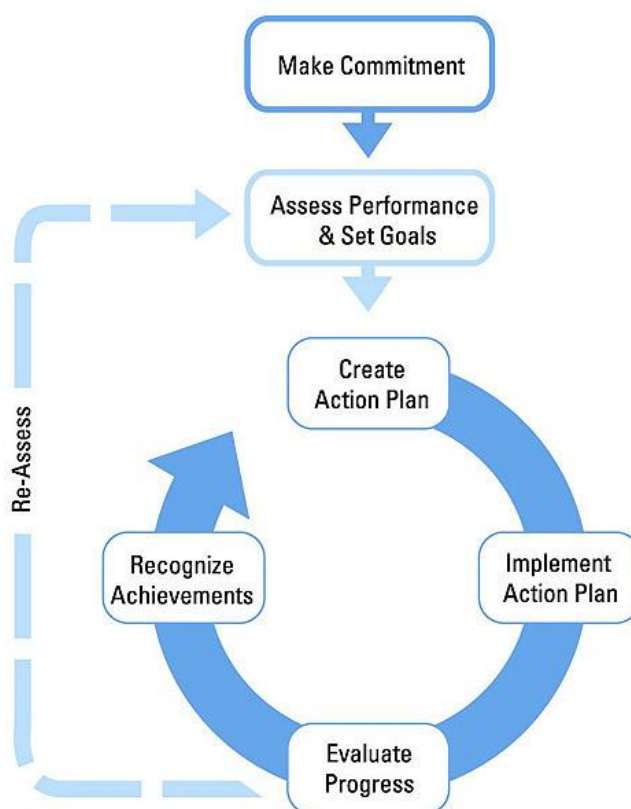 Make Commitment
Assess Performance
& Set Goals
Create
Action Plan
Re-Assess
Recognize
Achievements
Implement
Action Plan
Evaluate
Progress